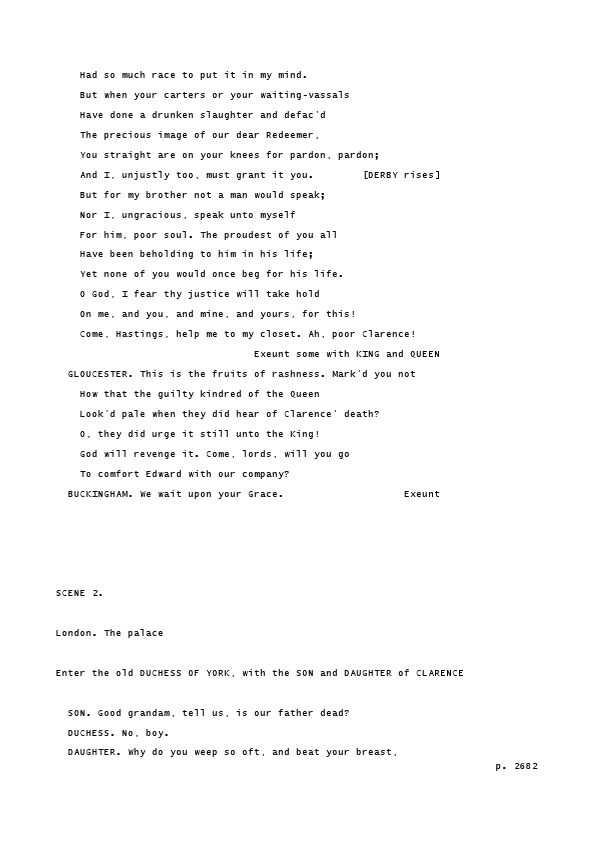 Had so much race to put it in my mind.
But when your carters or your waiting-vassals
Have done a drunken slaughter and defac'd
The precious image of our dear Redeemer,
You straight are on your knees for pardon, pardon;
And I, unjustly too, must grant it you. [DERBY rises]
But for my brother not a man would speak;
Nor I, ungracious, speak unto myself
For him, poor soul. The proudest of you all
Have been beholding to him in his life;
Yet none of you would once beg for his life.
O God, I fear thy justice will take hold
On me, and you, and mine, and yours, for this!
Come, Hastings, help me to my closet. Ah, poor Clarence!
Exeunt some with KING and QUEEN
GLOUCESTER. This is the fruits of rashness. Mark'd you not
How that the guilty kindred of the Queen
Look'd pale when they did hear of Clarence' death?
O, they did urge it still unto the King!
God will revenge it. Come, lords, will you go
To comfort Edward with our company?
BUCKINGHAM. We wait upon your Grace. Exeunt
SCENE 2.
London. The palace
Enter the old DUCHESS OF YORK, with the SON and DAUGHTER of CLARENCE
SON. Good grandam, tell us, is our father dead?
DUCHESS. No, boy.
DAUGHTER. Why do you weep so oft, and beat your breast,
p. 2682